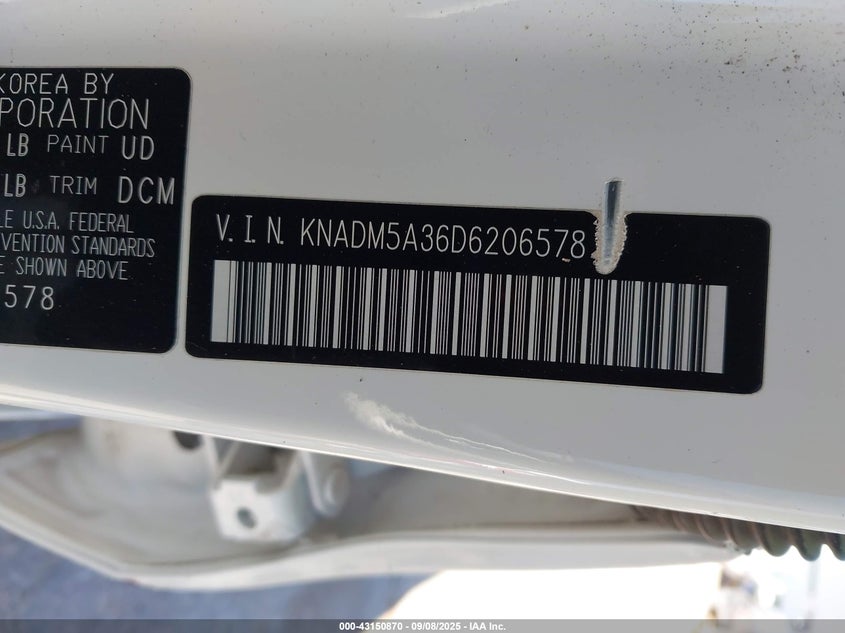 KOREA BY
PORATION
LB PAINT UD
LB TRIM DCM
LE U.S.A. FEDERAL
VENTION STANDARDS
E SHOWN ABOVE
578
V.I.N. KNADM5A36D6206578
000-43150870 - 09/08/2025 - IAA Inc.